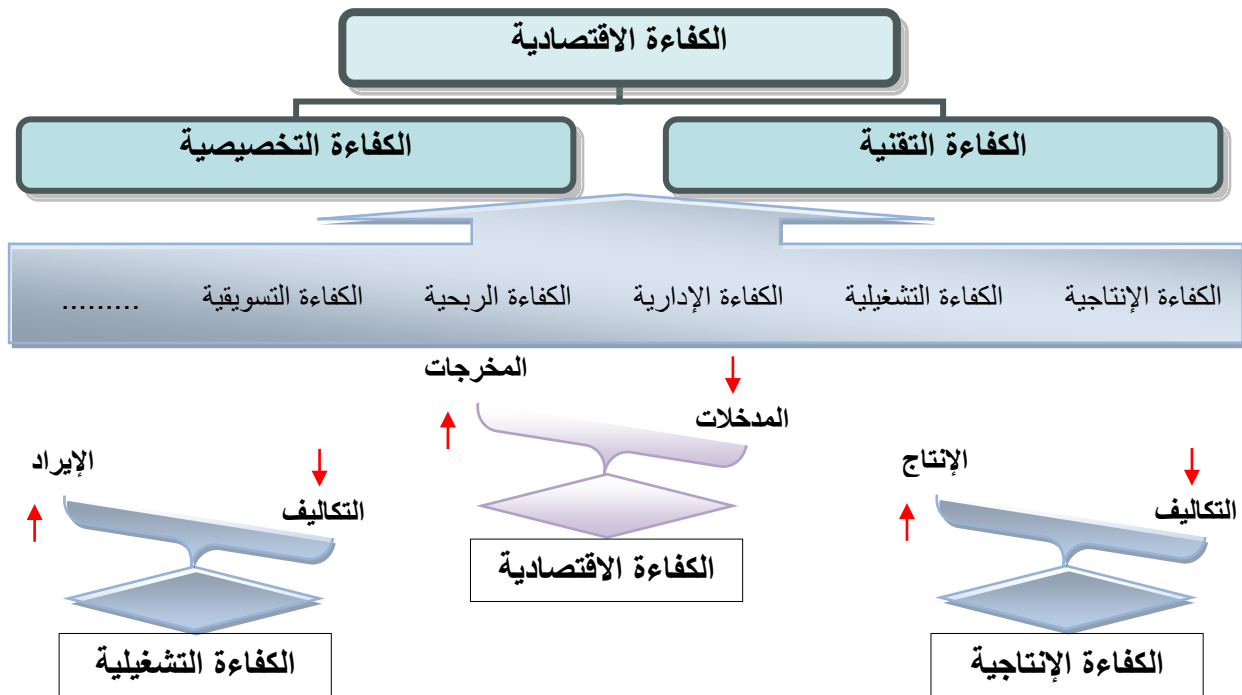 الكفاءة الاقتصادية
الكفاءة التقنية
الكفاءة التخصيصية
الكفاءة الإنتاجية
الكفاءة التشغيلية
الكفاءة الإدارية
الكفاءة الربحية
الكفاءة التسويقية
.........
المخرجات
المدخلات
الكفاءة الاقتصادية
الإنتاج
التكاليف
الكفاءة الإنتاجية
الإيراد
التكاليف
الكفاءة التشغيلية